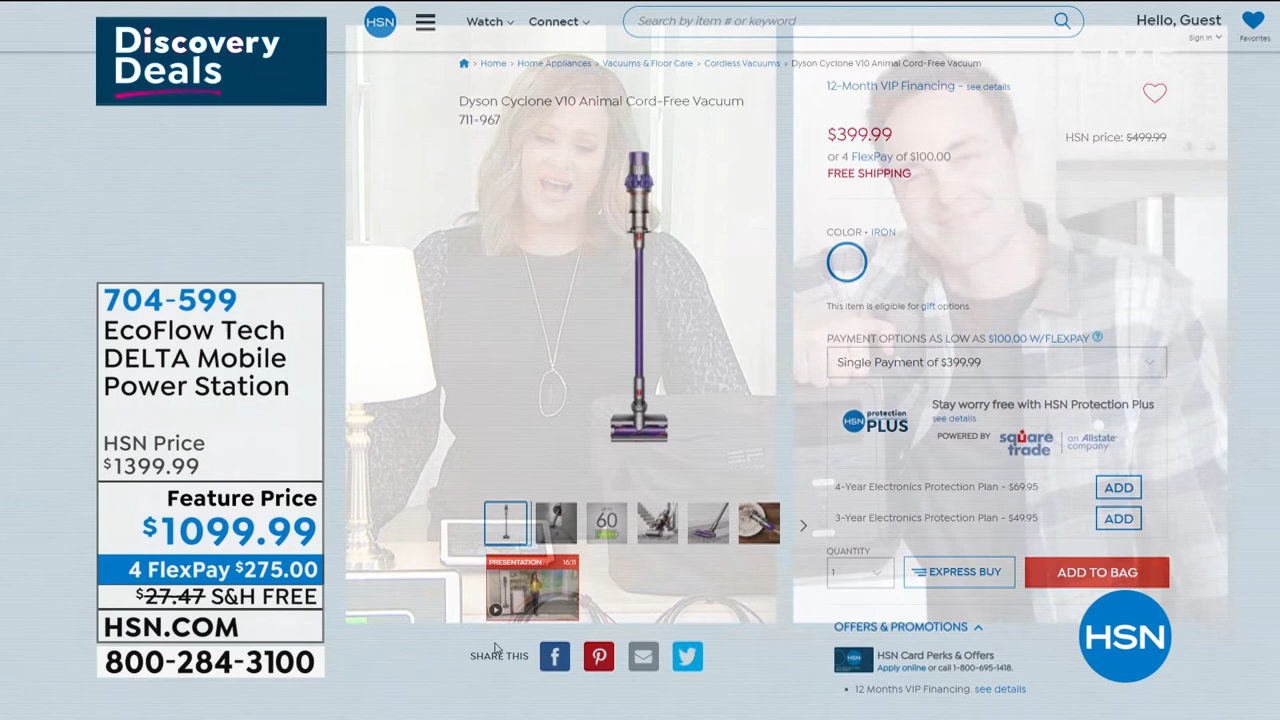 Discovery
Deals
HSN
Watch
Connect
Search by item # or keyword
Hello, Guest
Sign in
Favorites
LIVE
Home > Home Appliances > Vacuums & Floor Care > Cordless Vacuums > Dyson Cyclone V10 Animal Cord-Free Vacuum
Dyson Cyclone V10 Animal Cord-Free Vacuum
711-967
12-Month VIP Financing - see details
$399.99
HSN price: $499.99
or 4 FlexPay of $100.00
FREE SHIPPING
COLOR • IRON
This item is eligible for gift options.
PAYMENT OPTIONS AS LOW AS $100.00 W/FLEXPAY ?
Single Payment of $399.99
HSN protection PLUS
Stay worry free with HSN Protection Plus
see details
POWERED BY
square trade
an Allstate company
4-Year Electronics Protection Plan - $69.95
ADD
3-Year Electronics Protection Plan - $49.95
ADD
QUANTITY
1
EXPRESS BUY
ADD TO BAG
60
PRESENTATION 16:11
SHARE THIS
OFFERS & PROMOTIONS
HSN Card Perks & Offers
Apply online or call 1-800-695-1418.
• 12 Months VIP Financing. see details
HSN
704-599
EcoFlow Tech
DELTA Mobile
Power Station
HSN Price
$1399.99
Feature Price
$1099.99
4 FlexPay $275.00
$27.47 S&H FREE
HSN.COM
800-284-3100